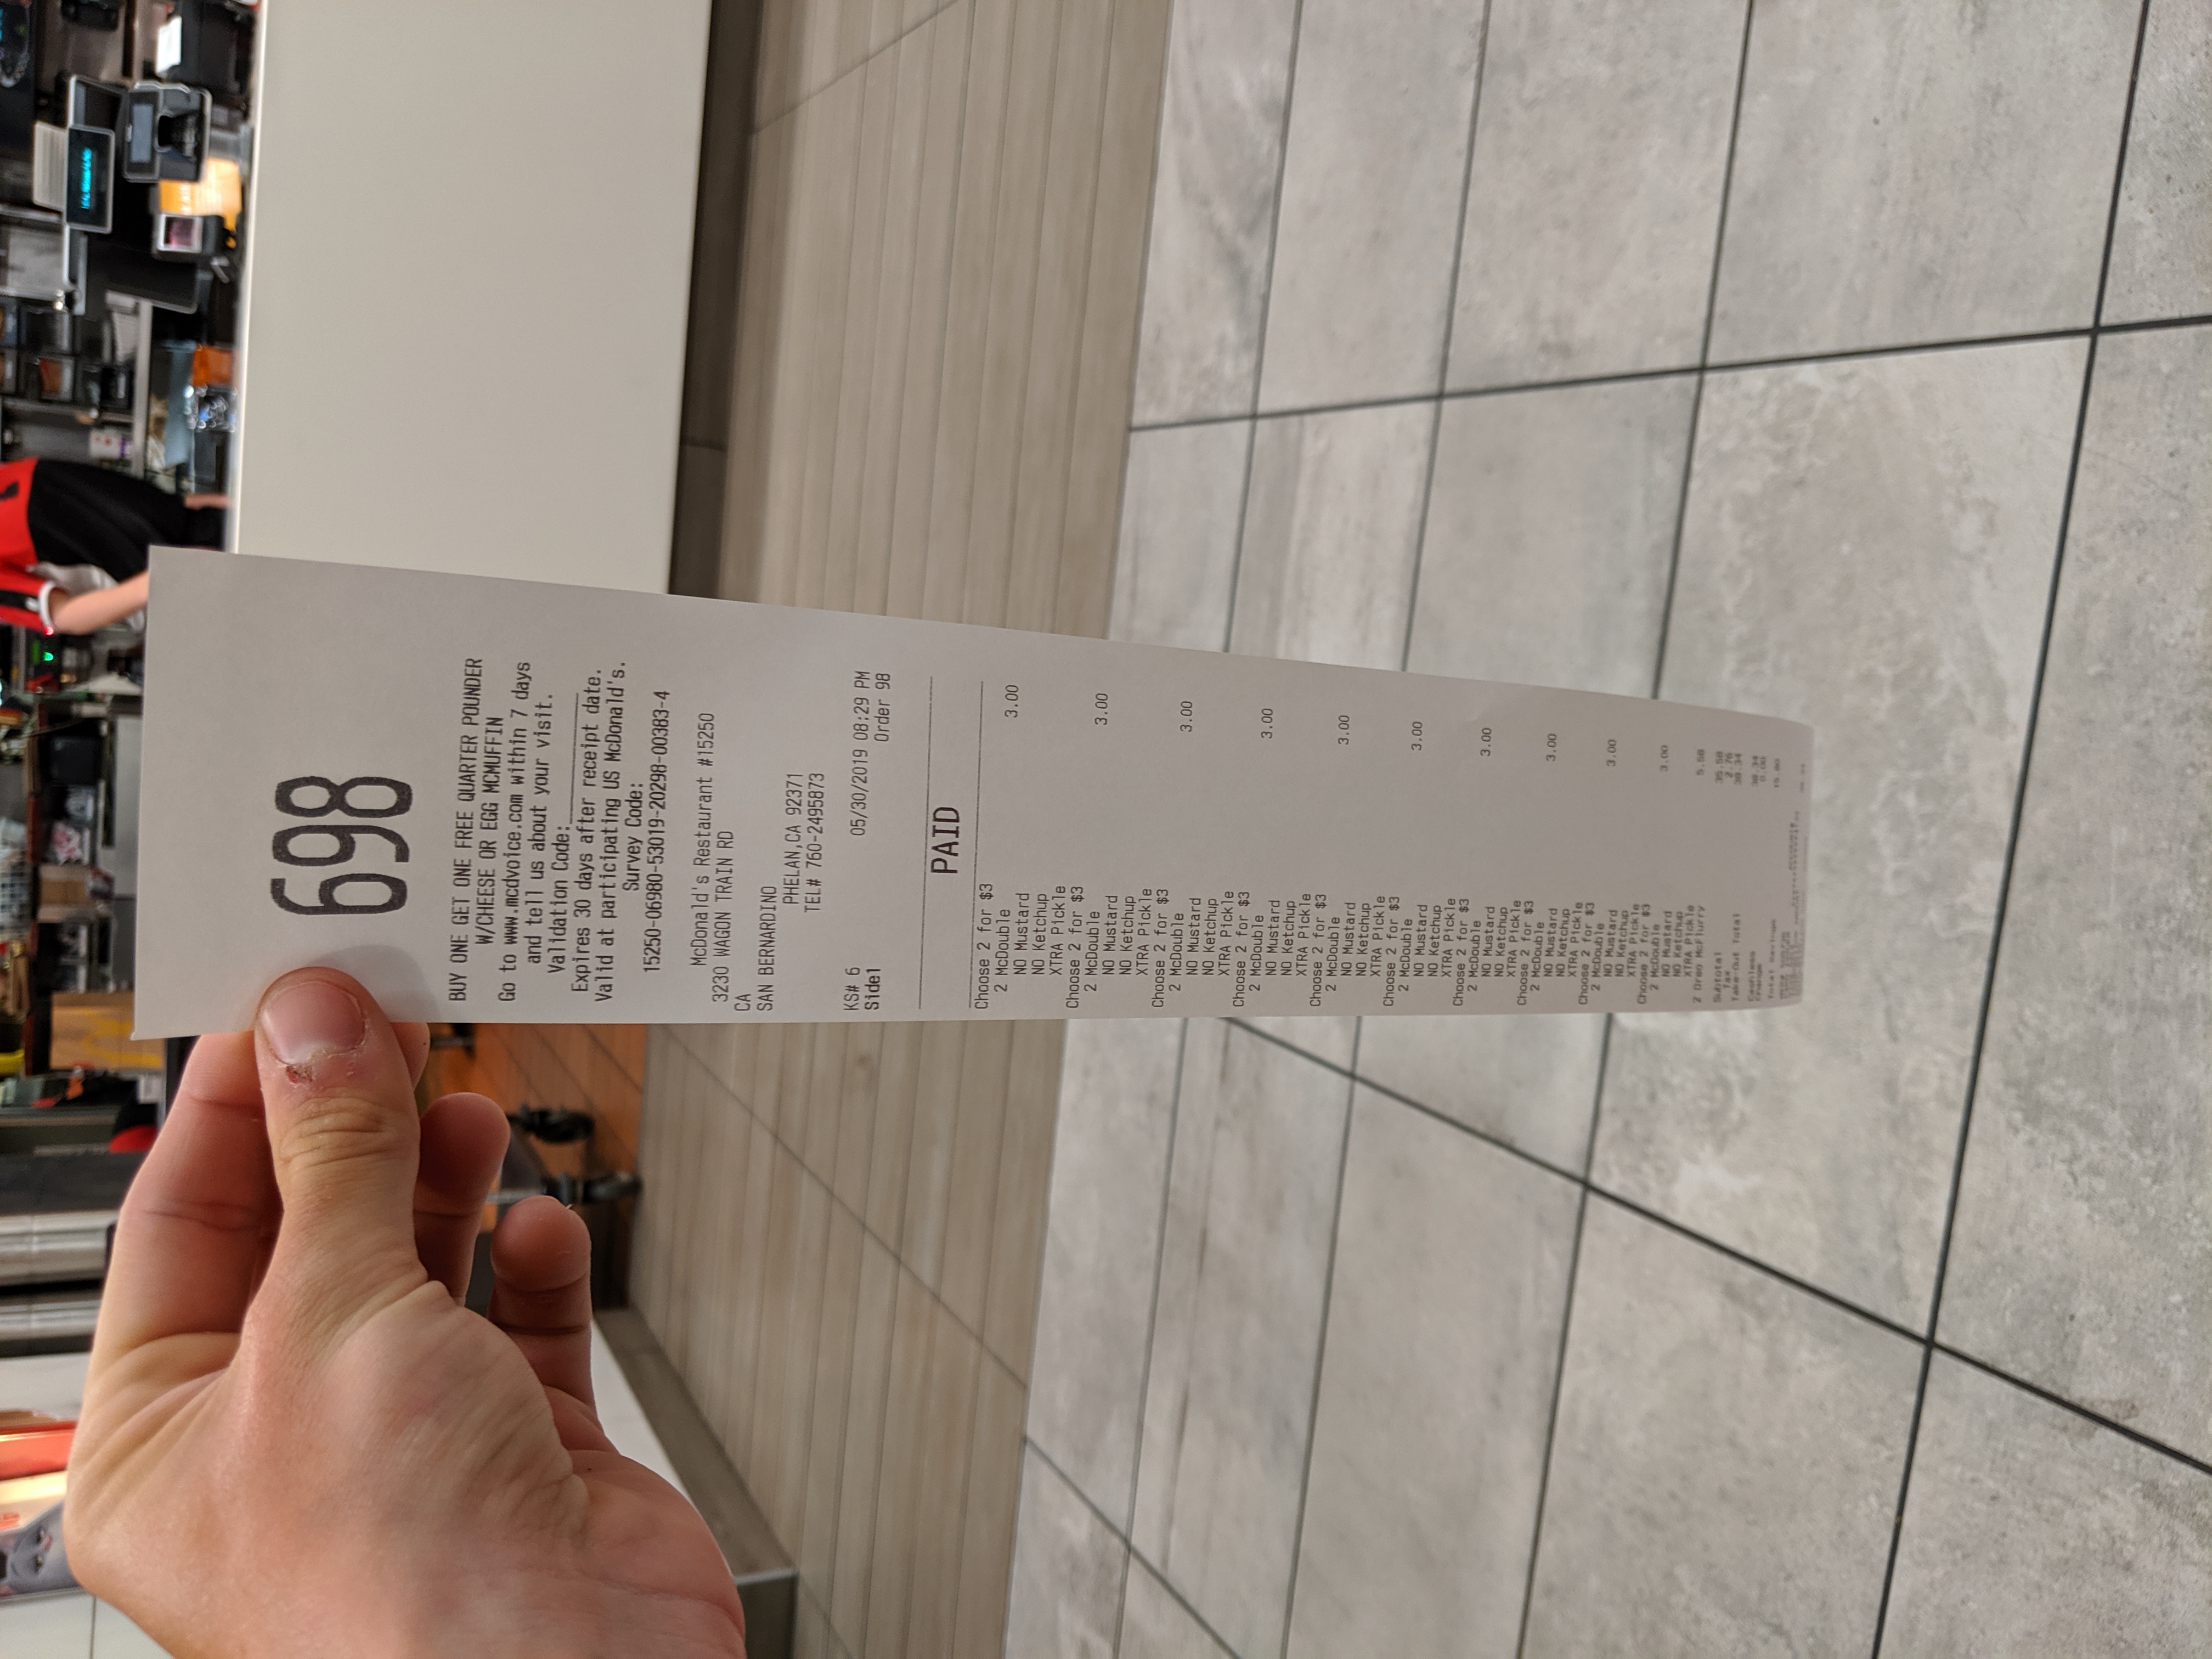 698
BUY ONE GET ONE FREE QUARTER POUNDER
W/CHEESE OR EGG MCMUFFIN
Go to www.mcdvoice.com within 7 days
and tell us about your visit.
Validation Code:
Expires 30 days after receipt date.
Valid at participating US McDonald's.
Survey Code:
15250-06980-53019-20298-00383-4
McDonald's Restaurant #15250
3230 WAGON TRAIN RD
CA
SAN BERNARDINO
PHELAN,CA 92371
TEL# 760-2495873
KS# 6 05/30/2019 08:29 PM
Side1 Order 98
PAID
Choose 2 for $3
2 McDouble 3.00
NO Mustard
NO Ketchup
XTRA Pickle
Choose 2 for $3
2 McDouble 3.00
NO Mustard
NO Ketchup
XTRA Pickle
Choose 2 for $3
2 McDouble 3.00
NO Mustard
NO Ketchup
XTRA Pickle
Choose 2 for $3
2 McDouble 3.00
NO Mustard
NO Ketchup
XTRA Pickle
Choose 2 for $3
2 McDouble 3.00
NO Mustard
NO Ketchup
XTRA Pickle
Choose 2 for $3
2 McDouble 3.00
NO Mustard
NO Ketchup
XTRA Pickle
Choose 2 for $3
2 McDouble 3.00
NO Mustard
NO Ketchup
XTRA Pickle
Choose 2 for $3
2 McDouble 3.00
NO Mustard
NO Ketchup
XTRA Pickle
Choose 2 for $3
2 McDouble 3.00
NO Mustard
NO Ketchup
XTRA Pickle
Choose 2 for $3
2 McDouble 3.00
NO Mustard
NO Ketchup
XTRA Pickle
2 Oreo McFlurry 5.58
Subtotal 35.58
Tax 2.76
Take-Out Total 38.34
Cashless 38.34
Change 0.00